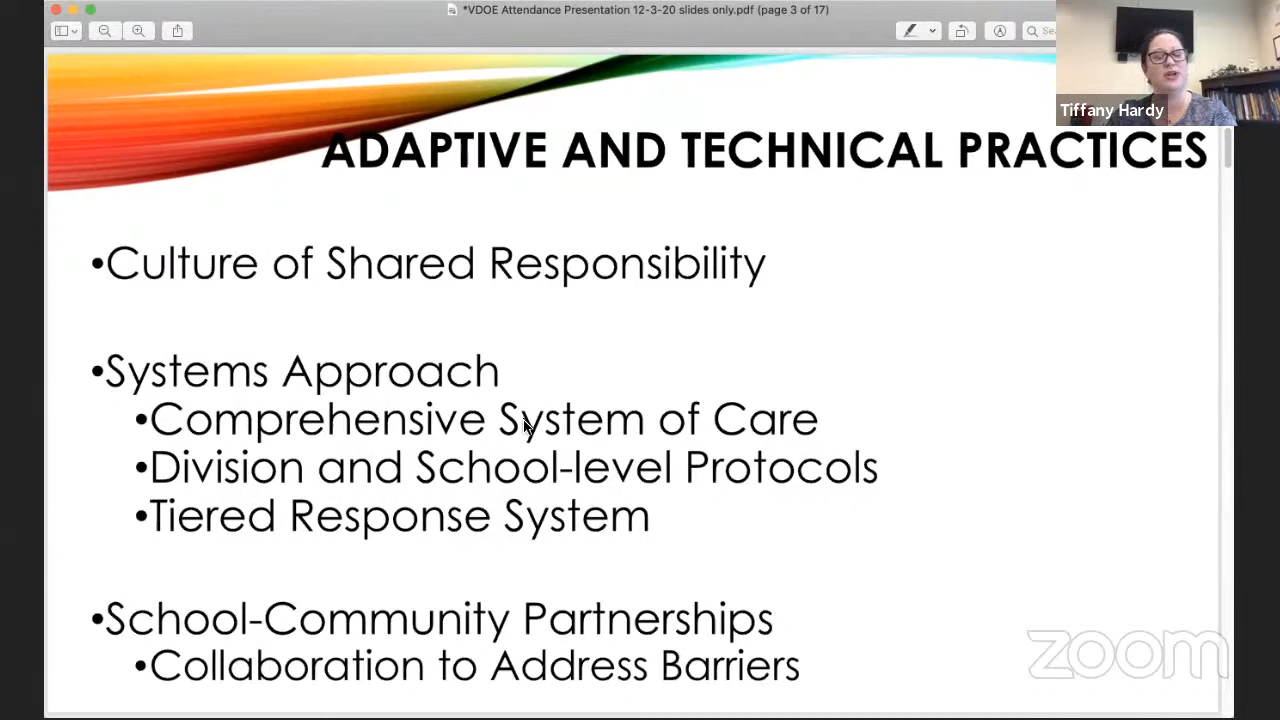 *VDOE Attendance Presentation 12-3-20 slides only.pdf (page 3 of 17)
Tiffany Hardy
ADAPTIVE AND TECHNICAL PRACTICES
•Culture of Shared Responsibility
•Systems Approach
•Comprehensive System of Care
•Division and School-level Protocols
•Tiered Response System
•School-Community Partnerships
•Collaboration to Address Barriers
zoom